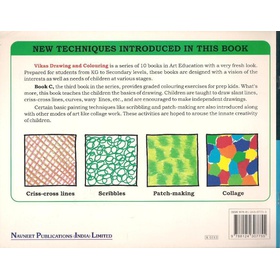 NEW TECHNIQUES INTRODUCED IN THIS BOOK
Vikas Drawing and Colouring is a series of 10 books in Art Education with a very fresh look.
Prepared for students from KG to Secondary levels, these books are designed with a vision of the interests
as well as needs of children at various stages.
Book C, the third book in the series, provides graded colouring exercises for prep kids. What's
more, this book teaches the children the basics of drawing. Children are taught to draw slant lines,
criss-cross lines, curves, wavy lines, etc., and are encouraged to make independent drawings.
Certain basic painting techniques like scribbling and patch-making are also introduced along
with other modes of art like collage work. These activities are hoped to arouse the innate creativity
of children.
Criss-cross lines
Scribbles
Patch-making
Collage
NAVNEET PUBLICATIONS (INDIA) LIMITED